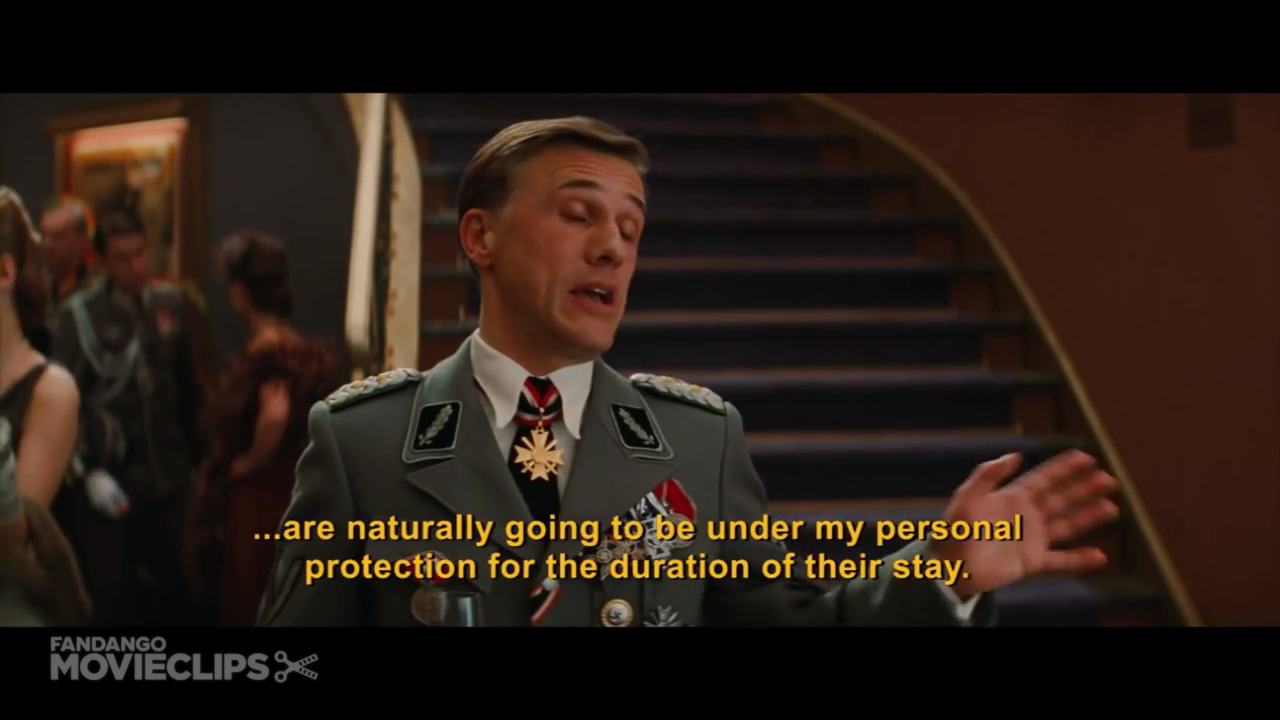 ...are naturally going to be under my personal
protection for the duration of their stay.
FANDANGO
MOVIECLIPS